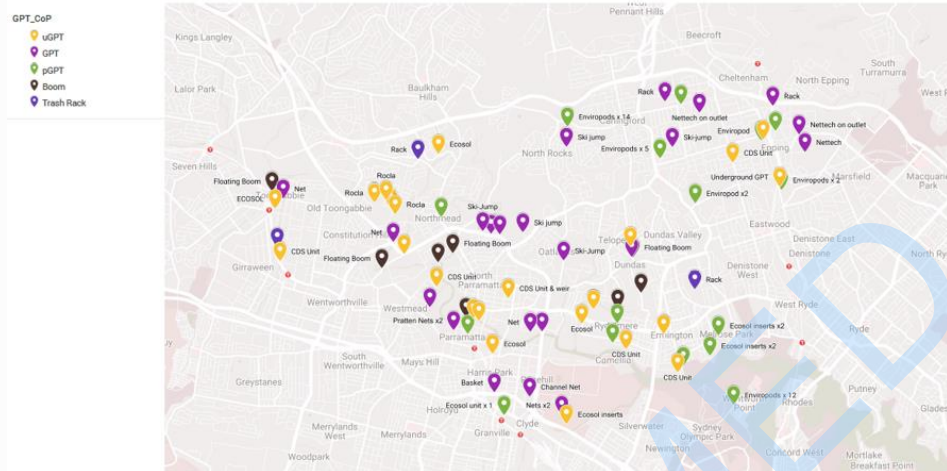 GPT_CoP
uGPT
GPT
pGPT
Boom
Trash Rack
West
Pennant Hills
Kings Langley
Beecroft
Cheltenham
North Epping
South
Turramurra
Lalor Park
Baulkham
Hills
Rack
Rack
Nettech on outlet
Enviropods x 14
Carlingford
Nettech on outlet
Ski jump
Ski-jump
Enviropod
Nettech
Epping
Rack
Ecosol
North Rocks
Enviropods x 5
CDS Unit
Seven Hills
Underground GPT
Marsfield
Enviropods x 2
Macquarie
Park
Floating Boom
Net
ECOSOL
Rocla
Rocla
Rocla
Old Toongabbie
Northmead
Ski-Jump
Ski jump
Enviropod x2
Eastwood
Net
Floating Boom
Floating Boom
Ski-Jump
Telopea
Dundas Valley
Floating Boom
Dundas
Denistone East
Denistone
CDS Unit
Girraween
CDS Unit
North
Parramatta
CDS Unit & weir
Rack
Denistone
West
Wentworthville
Westmead
West Ryde
Pratten Nets x2
Parramatta
Net
Ecosol
Rydalmere
Ermington
Melrose Park
Ecosol inserts x2
Ryde
Ecosol
CDS Unit
Camellia
Ecosol inserts x2
South
Wentworthville
Mays Hill
Harris Park
CDS Unit
Greystanes
Basket
Channel Net
Putney
Holroyd
Ecosol unit x 1
Nets x2
Ecosol inserts
Enviropods x 12
Point
Rhodes
Merrylands
West
Merrylands
Granville
Clyde
Silverwater
Sydney
Olympic Park
Newington
Concord West
Woodpark
Mortlake
Breakfast Point